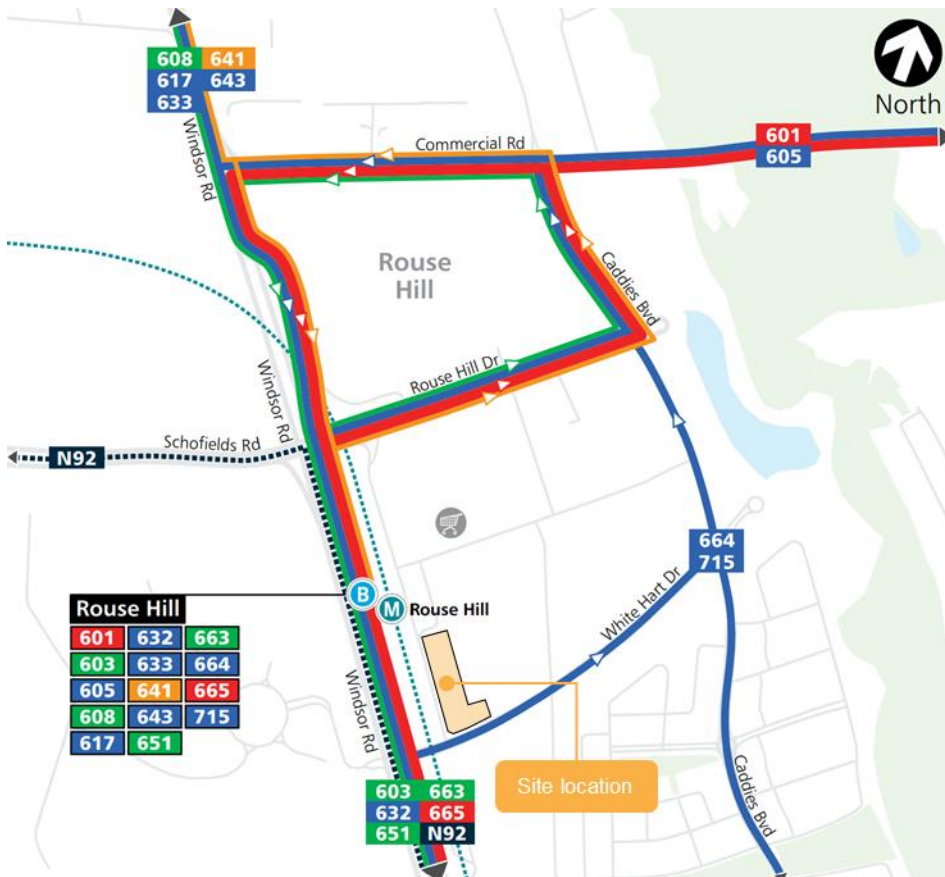 608 641
617 643
633
North
Windsor Rd
Commercial Rd
601
605
Rouse
Hill
Caddies Bvd
Windsor Rd
Rouse Hill Dr
Schofields Rd
N92
664
715
B
M Rouse Hill
White Hart Dr
Rouse Hill
601 632 663
603 633 664
605 641 665
608 643 715
617 651
Windsor Rd
Site location
603 663
632 665
651 N92
Caddies Bvd